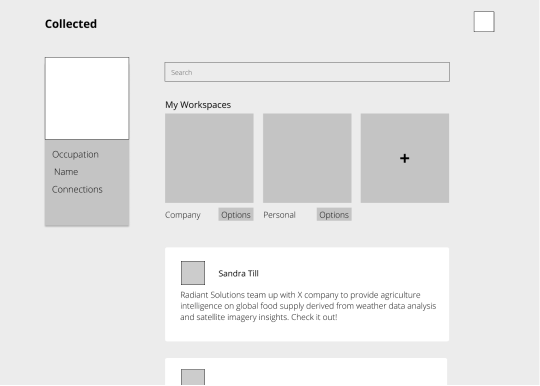 Collected
Search
Occupation
Name
Connections
My Workspaces
+
Company Options Personal Options
Sandra Till
Radiant Solutions team up with X company to provide agriculture
intelligence on global food supply derived from weather data analysis
and satellite imagery insights. Check it out!